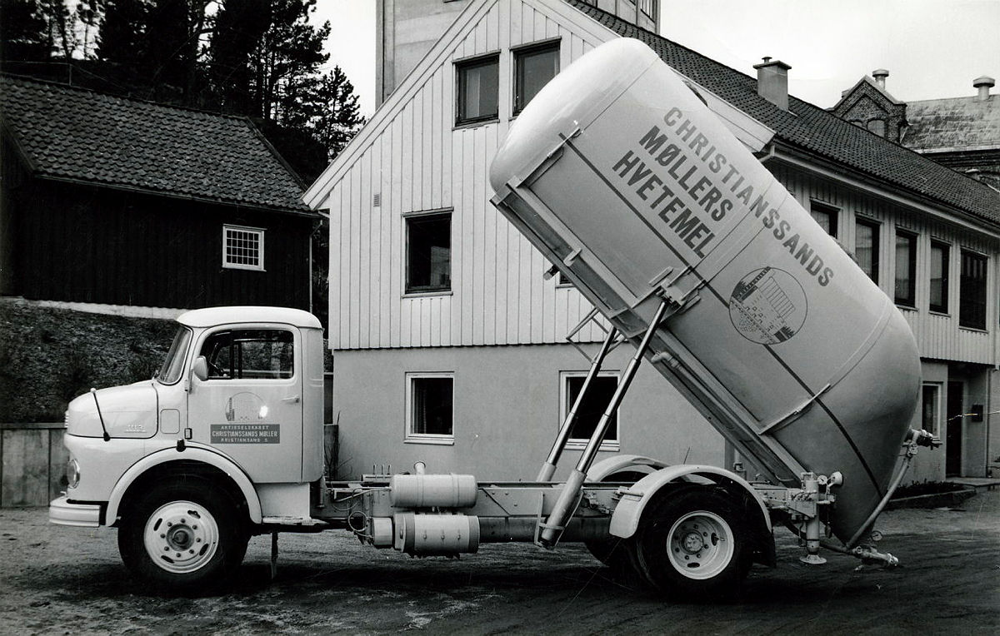 CHRISTIANSSANDS
MØLLERS
HVETEMEL
AKTIESELSKABET
CHRISTIANSSANDS MØLLER
KRISTIANSAND S.